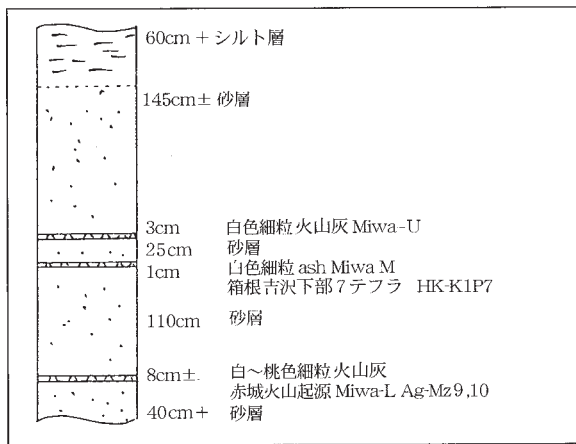 60cm + シルト層
145cm± 砂層
3cm 白色細粒火山灰 Miwa-U
25cm 砂層
1cm 白色細粒 ash Miwa M
箱根吉沢下部7テフラ HK-K1P7
110cm 砂層
8cm± 白～桃色細粒火山灰
赤城火山起源 Miwa-L Ag-Mz9,10
40cm+ 砂層